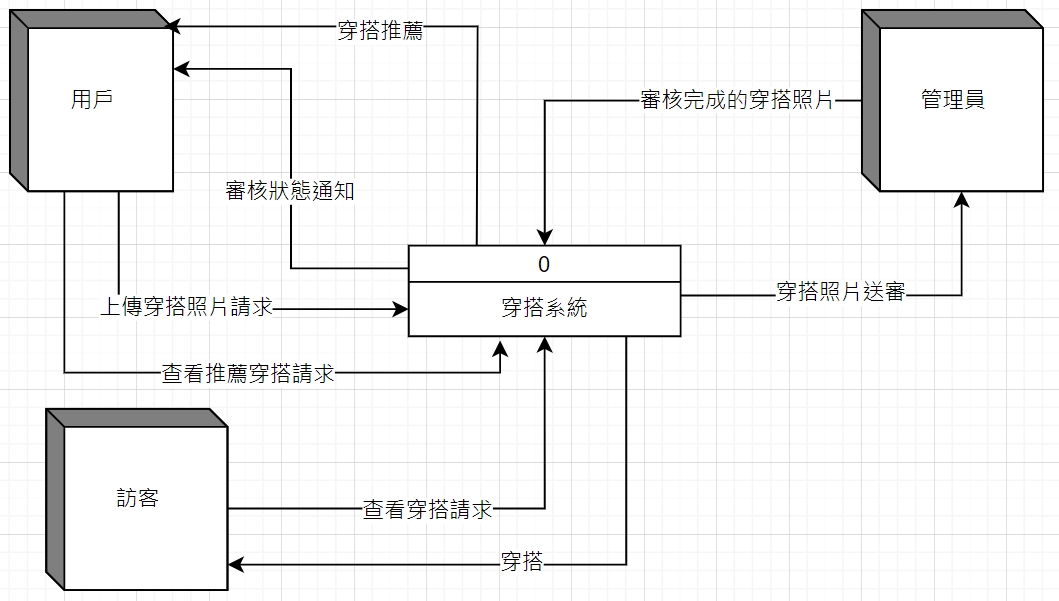 穿搭推薦
用戶
審核完成的穿搭照片
管理員
審核狀態通知
0
穿搭系統
穿搭照片送審
上傳穿搭照片請求
查看推薦穿搭請求
訪客
查看穿搭請求
穿搭